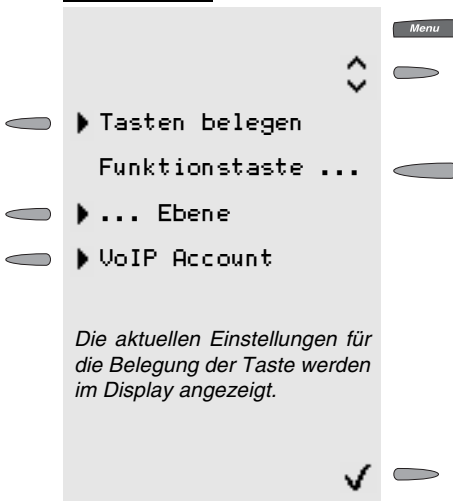 Menu
Tasten belegen
Funktionstaste ...
... Ebene
VoIP Account
Die aktuellen Einstellungen für
die Belegung der Taste werden
im Display angezeigt.